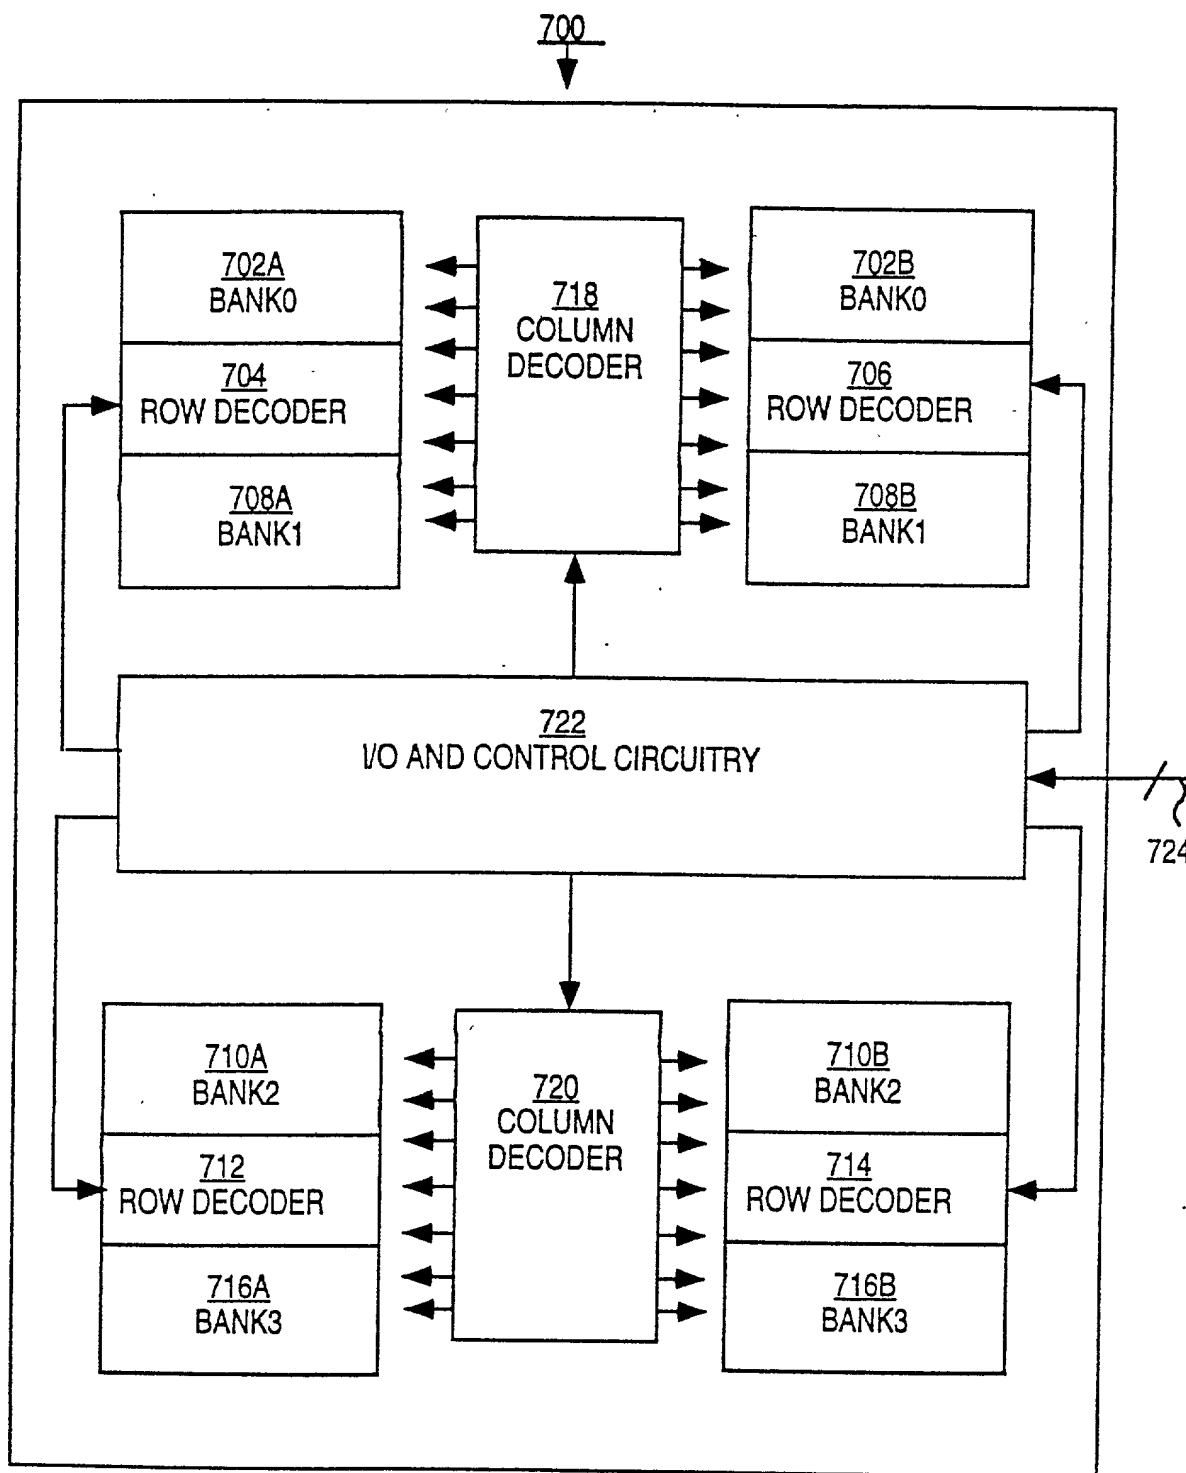 700
702A
BANK0
704
ROW DECODER
708A
BANK1
718
COLUMN
DECODER
702B
BANK0
706
ROW DECODER
708B
BANK1
722
I/O AND CONTROL CIRCUITRY
724
710A
BANK2
712
ROW DECODER
716A
BANK3
720
COLUMN
DECODER
710B
BANK2
714
ROW DECODER
716B
BANK3